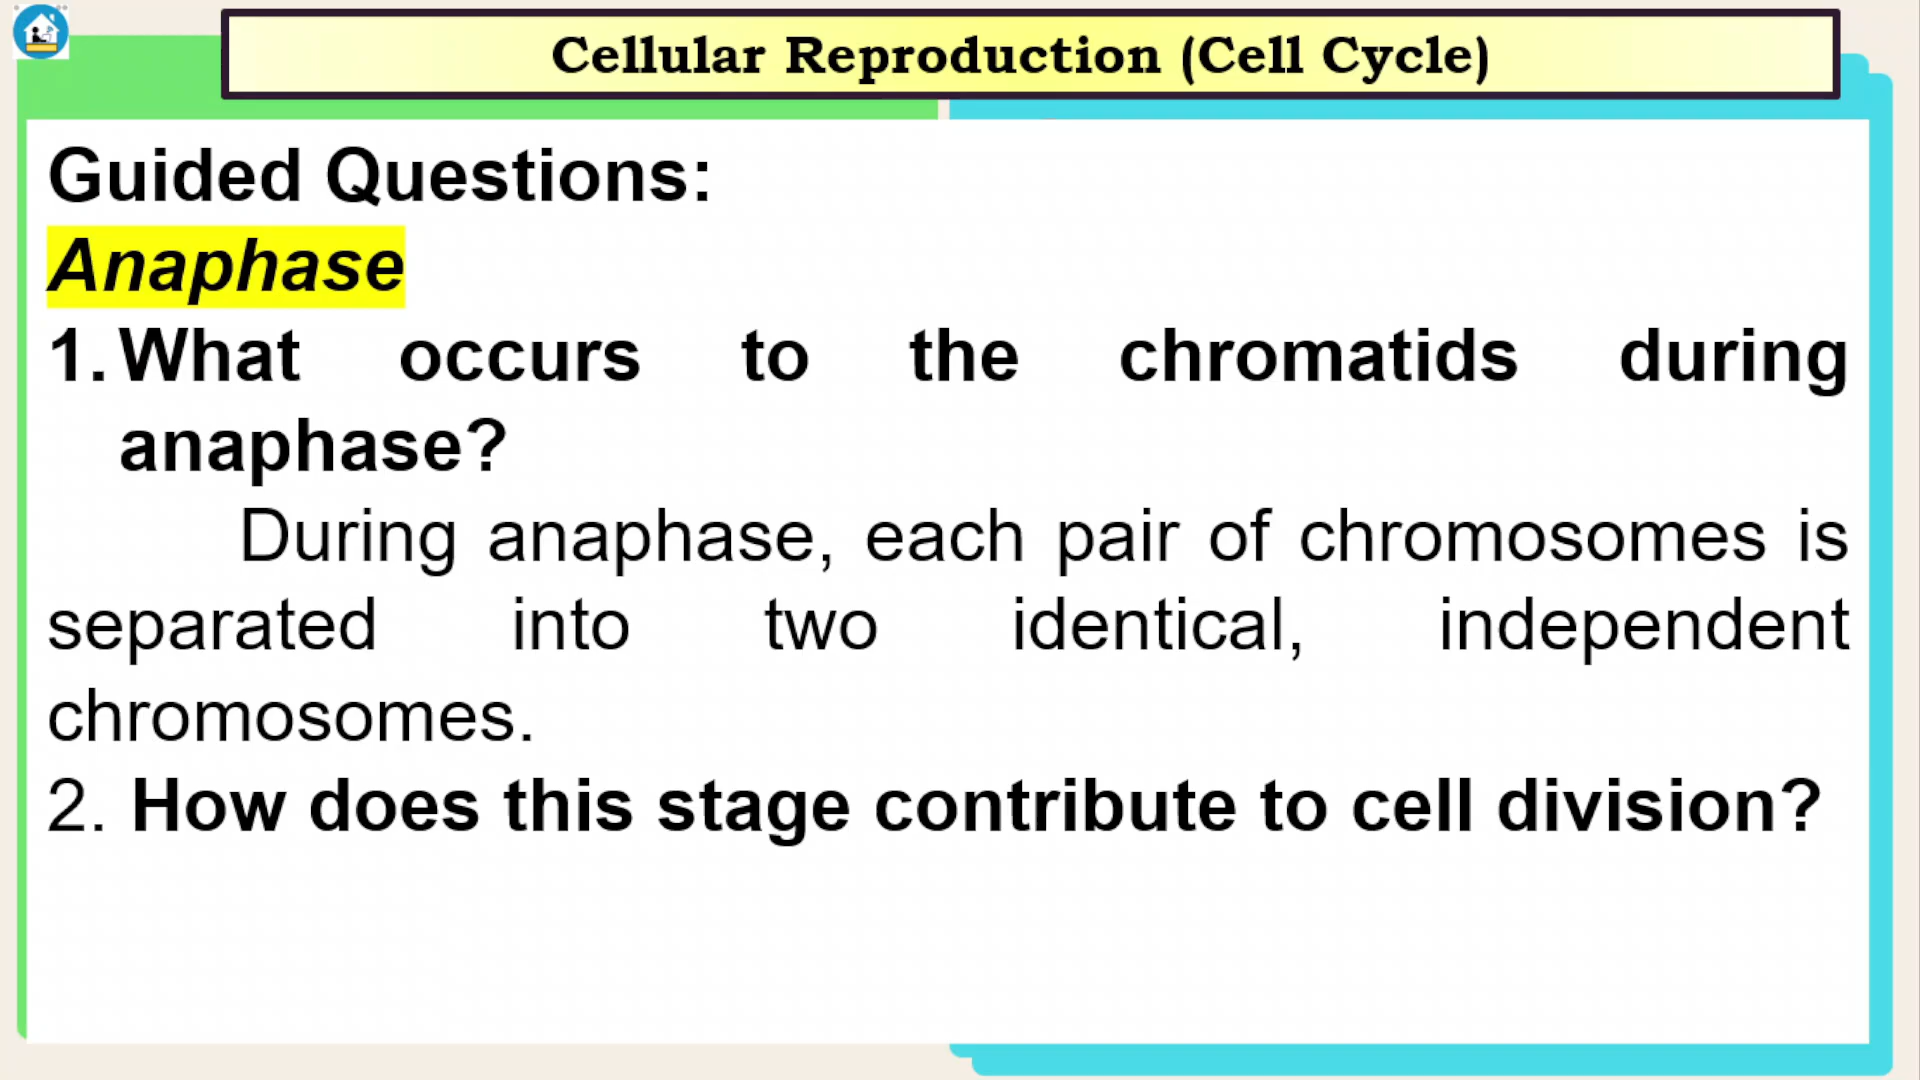 Cellular Reproduction (Cell Cycle)
Guided Questions:
Anaphase
1. What occurs to the chromatids during
anaphase?
During anaphase, each pair of chromosomes is
separated into two identical, independent
chromosomes.
2. How does this stage contribute to cell division?